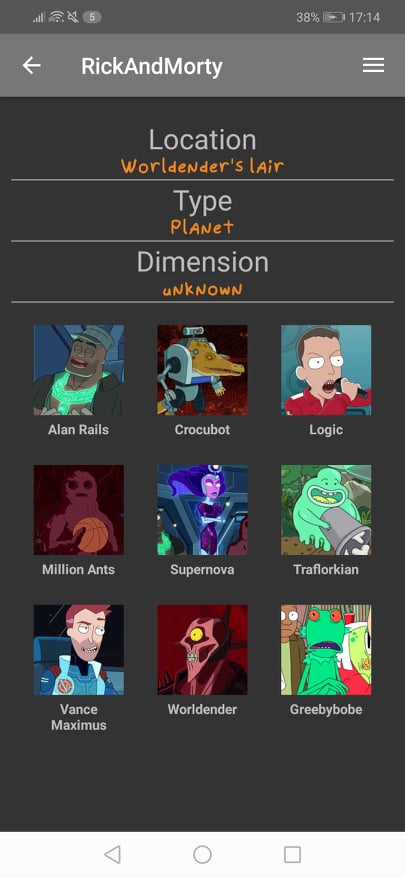 5 38% 17:14
RickAndMorty
Location
Worldender's lair
Type
Planet
Dimension
unknown
Alan Rails Crocubot Logic
Million Ants Supernova Traflorkian
Vance Worldender Greebybobe
Maximus